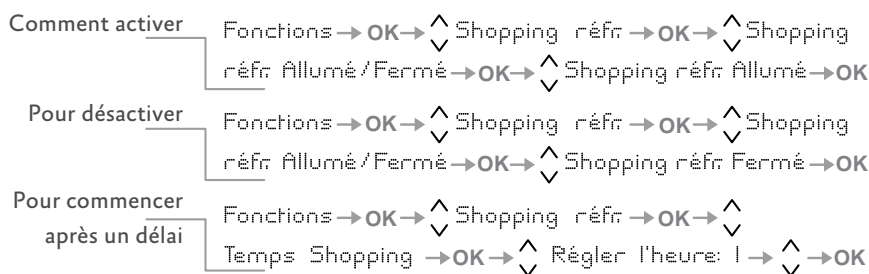 Comment activer
Fonctions → OK → Shopping réfr. → OK → Shopping
réfr. Allumé/Fermé → OK → Shopping réfr. Allumé → OK
Pour désactiver
Fonctions → OK → Shopping réfr. → OK → Shopping
réfr. Allumé/Fermé → OK → Shopping réfr. Fermé → OK
Pour commencer
après un délai
Fonctions → OK → Shopping réfr. → OK →
Temps Shopping → OK → Régler l'heure: 1 → → OK